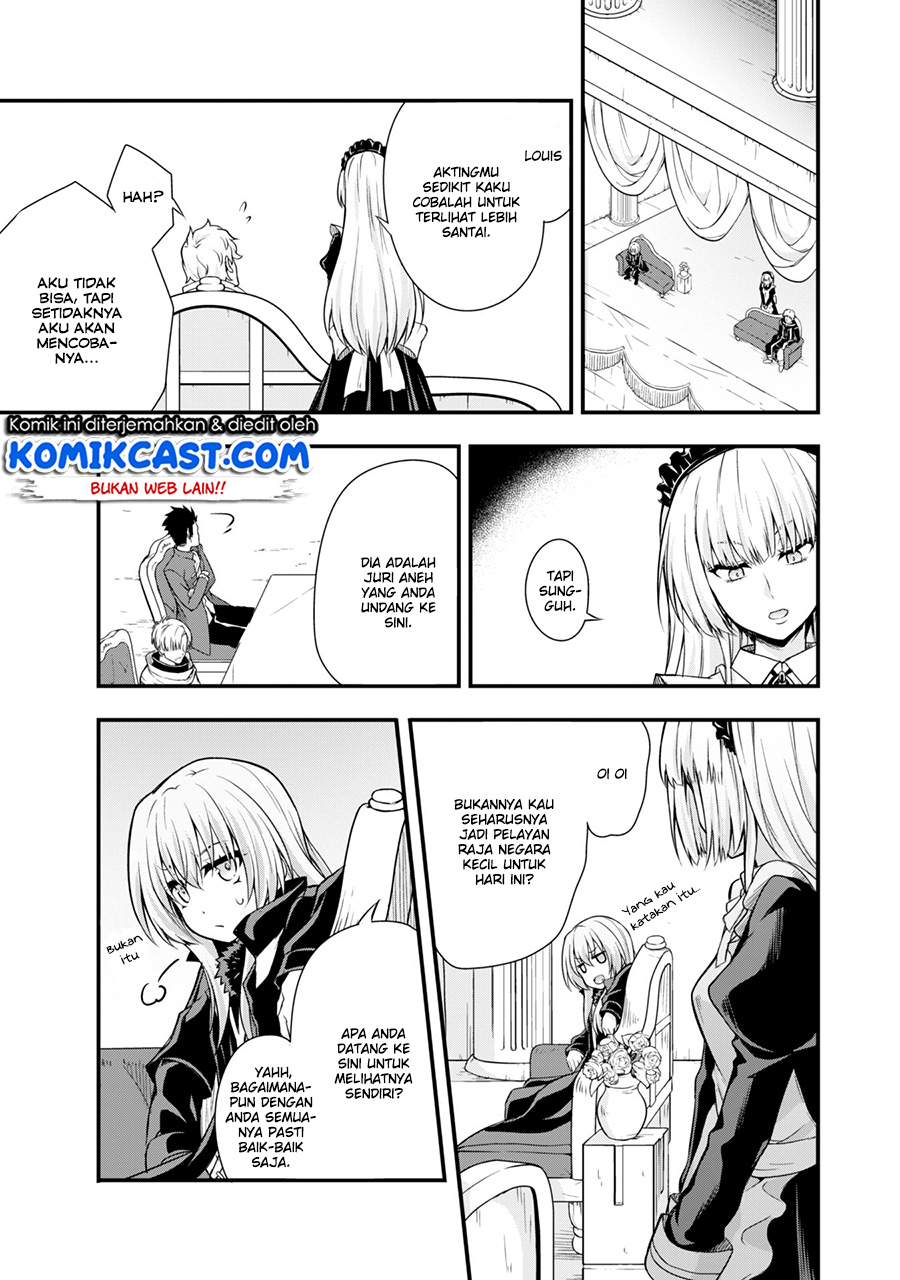 LOUIS
AKTINGMU
SEDIKIT KAKU
COBALAH UNTUK
TERLIHAT LEBIH
SANTAI.
HAH?
AKU TIDAK
BISA, TAPI
SETIDAKNYA
AKU AKAN
MENCOBA-
NYA...
Komik ini diterjemahkan & diedit oleh
KOMIKCAST.COM
BUKAN WEB LAIN!!
TAPI
SUNG-
GUH.
DIA ADALAH
JURI ANEH
YANG ANDA
UNDANG KE
SINI.
OI OI
BUKANNYA KAU
SEHARUSNYA
JADI PELAYAN
RAJA NEGARA
KECIL UNTUK
HARI INI?
Yang kau
katakan itu..
APA ANDA
DATANG KE
SINI UNTUK
MELIHATNYA
SENDIRI?
Bukan
itu
YAHH,
BAGAIMANA-
PUN DENGAN
ANDA SEMUA-
NYA PASTI
BAIK-BAIK
SAJA.